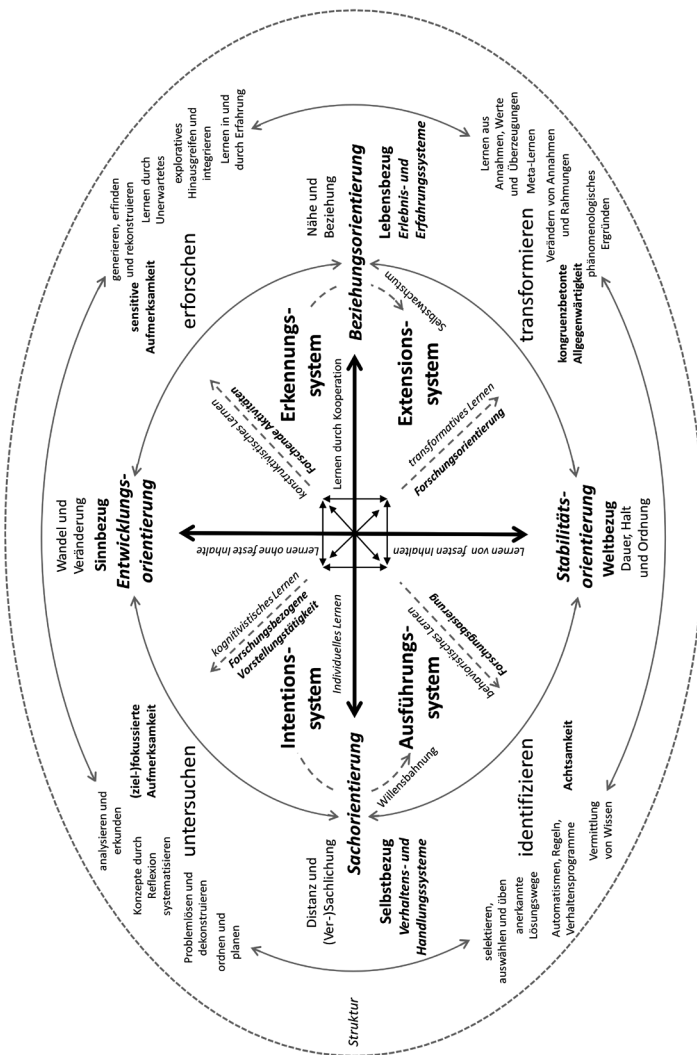 Struktur
Wandel und
Veränderung
Sinnbezug
Entwicklungs-
orientierung
analysieren und
erkunden
(ziel-)fokussierte
Aufmerksamkeit
Konzepte durch
Reflexion
systematisieren
untersuchen
Problemlösen und
dekonstruieren
ordnen und
planen
generieren, erfinden
und rekonstruieren
sensitive
Aufmerksamkeit
Lernen durch
Unerwartetes
erforschen
exploratives
Hinausgreifen und
integrieren
Lernen in und
durch Erfahrung
kognitivistisches Lernen
Forschungsbezogene
Vorstellungstätigkeit
Intentions-
system
konstruktivistisches Lernen
Forschende Aktivitäten
Erkennungs-
system
Lernen ohne feste Inhalte
Distanz und
(Ver-)Sachlichung
Sachorientierung
Selbstbezug
Verhaltens- und
Handlungssysteme
Individuelles Lernen
Lernen durch Kooperation
Nähe und
Beziehung
Beziehungsorientierung
Lebensbezug
Erlebnis- und
Erfahrungssysteme
Willensbahnung
Ausführungs-
system
behavioristisches Lernen
Forschungsbasierung
Lernen von festen Inhalten
Selbstwachstum
Extensions-
system
transformatives Lernen
Forschungsorientierung
selektieren,
auswählen und üben
anerkannte
Lösungswege
identifizieren
Automatismen, Regeln,
Verhaltensprogramme
Achtsamkeit
Vermittlung
von Wissen
Stabilitäts-
orientierung
Weltbezug
Dauer, Halt
und Ordnung
Lernen aus
Annahmen, Werte
und Überzeugungen
Meta-Lernen
transformieren
Verändern von Annahmen
und Rahmungen
kongruenzbetonte
Allgegenwärtigkeit
phänomenologisches
Ergründen